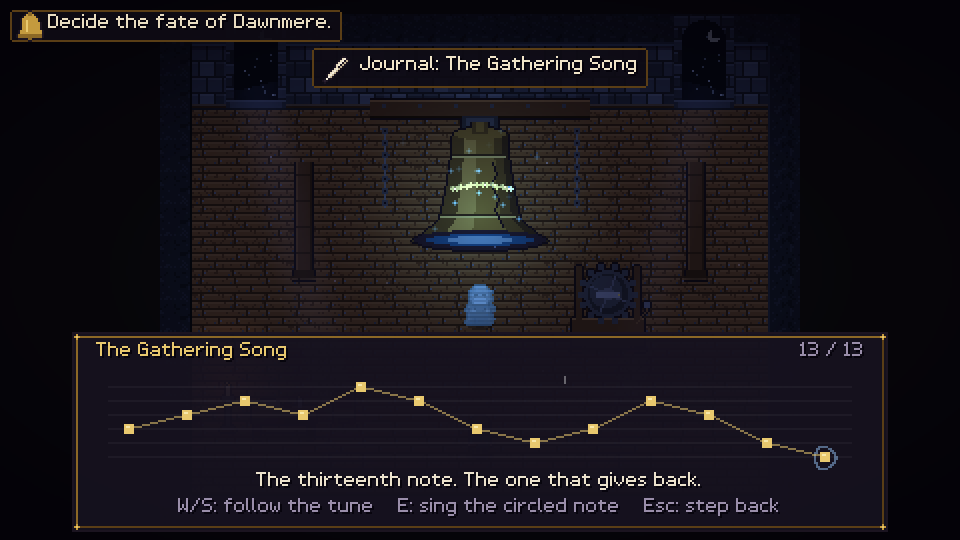 Decide the fate of Dawnmere.
Journal: The Gathering Song
The Gathering Song 13 / 13
The thirteenth note. The one that gives back.
W/S: follow the tune E: sing the circled note Esc: step back